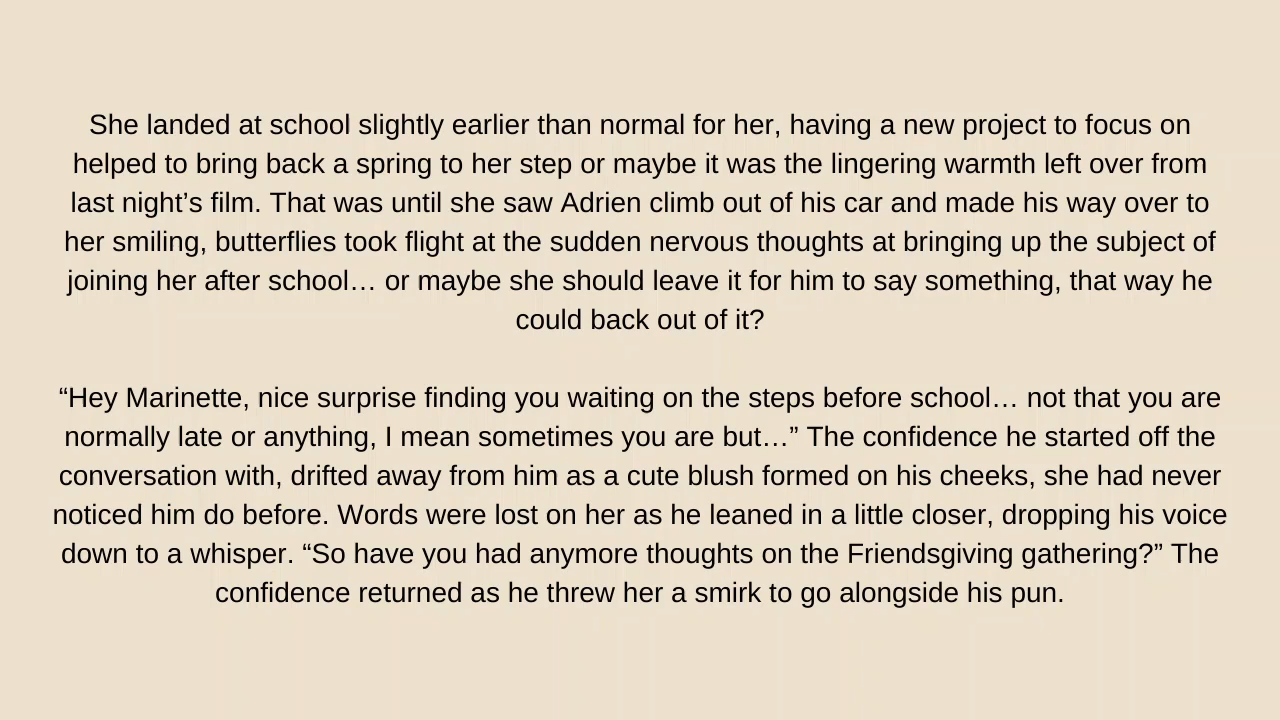 She landed at school slightly earlier than normal for her, having a new project to focus on
helped to bring back a spring to her step or maybe it was the lingering warmth left over from
last night’s film. That was until she saw Adrien climb out of his car and made his way over to
her smiling, butterflies took flight at the sudden nervous thoughts at bringing up the subject of
joining her after school… or maybe she should leave it for him to say something, that way he
could back out of it?
“Hey Marinette, nice surprise finding you waiting on the steps before school… not that you are
normally late or anything, I mean sometimes you are but…” The confidence he started off the
conversation with, drifted away from him as a cute blush formed on his cheeks, she had never
noticed him do before. Words were lost on her as he leaned in a little closer, dropping his voice
down to a whisper. “So have you had anymore thoughts on the Friendsgiving gathering?” The
confidence returned as he threw her a smirk to go alongside his pun.